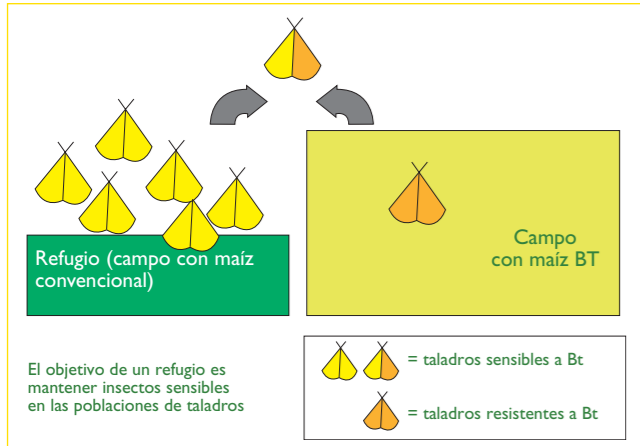 Refugio (campo con maíz
convencional)
Campo
con maíz BT
El objetivo de un refugio es
mantener insectos sensibles
en las poblaciones de taladros
= taladros sensibles a Bt
= taladros resistentes a Bt